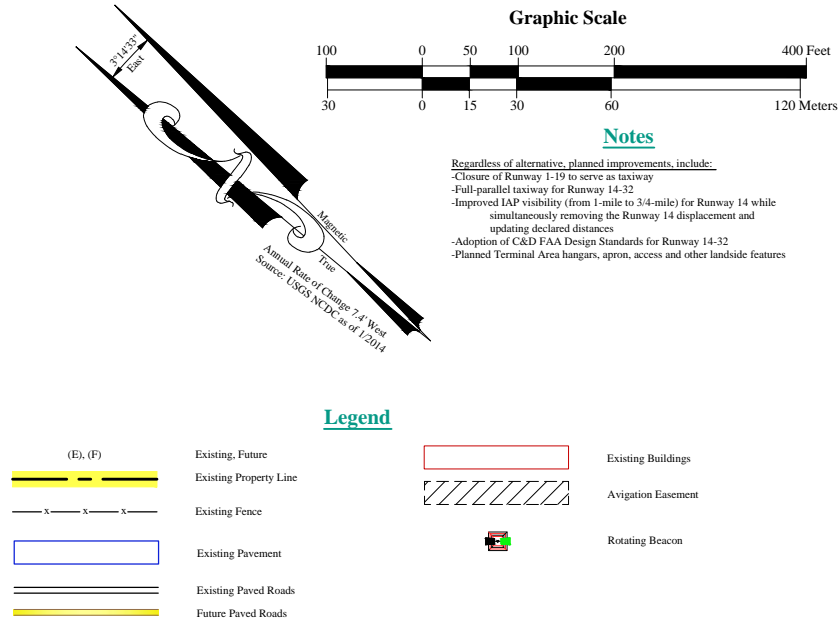 Graphic Scale
100 0 50 100 200 400 Feet
30 0 15 30 60 120 Meters
3°14'33"
East
Magnetic
True
Annual Rate of Change 7.4' West
Source: USGS NCDC as of 1/2014
Notes
Regardless of alternative, planned improvements, include:
-Closure of Runway 1-19 to serve as taxiway
-Full-parallel taxiway for Runway 14-32
-Improved IAP visibility (from 1-mile to 3/4-mile) for Runway 14 while
simultaneously removing the Runway 14 displacement and
updating declared distances
-Adoption of C&D FAA Design Standards for Runway 14-32
-Planned Terminal Area hangars, apron, access and other landside features
Legend
(E), (F) Existing, Future
Existing Property Line
x x x Existing Fence
Existing Pavement
Existing Paved Roads
Future Paved Roads
Existing Buildings
Avigation Easement
Rotating Beacon